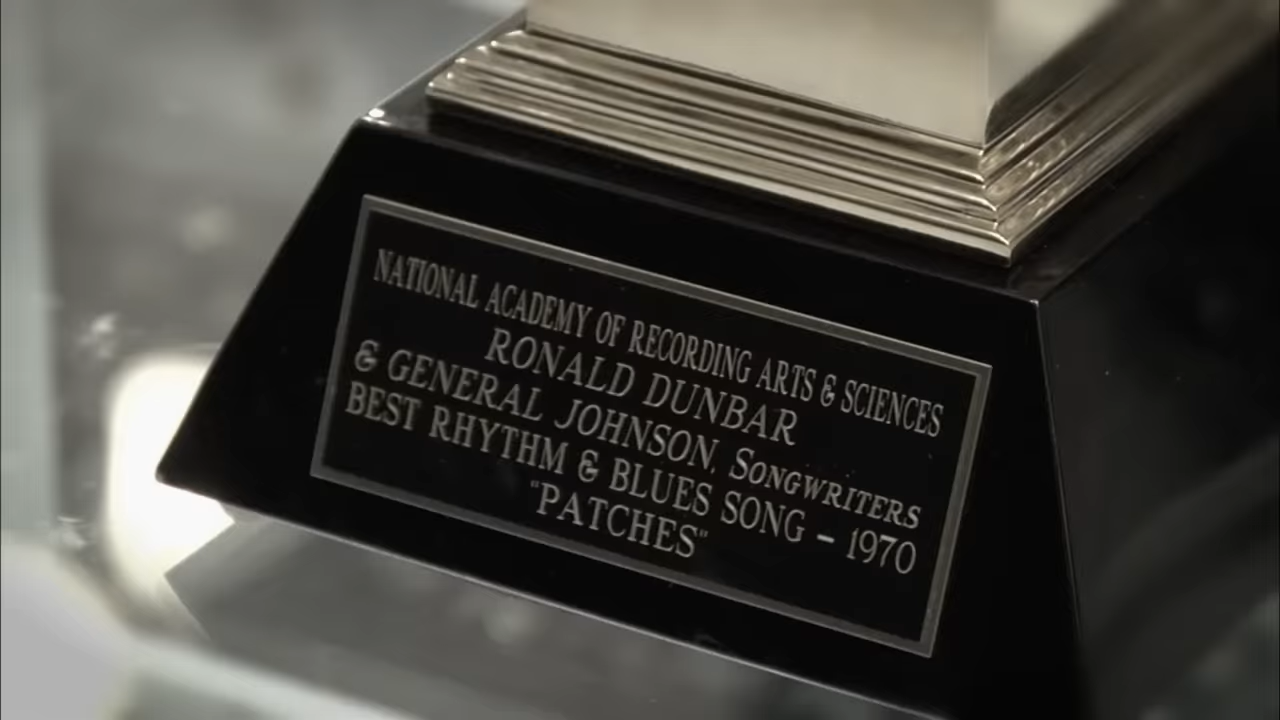 NATIONAL ACADEMY OF RECORDING ARTS & SCIENCES
RONALD DUNBAR
& GENERAL JOHNSON, SONGWRITERS
BEST RHYTHM & BLUES SONG – 1970
"PATCHES"